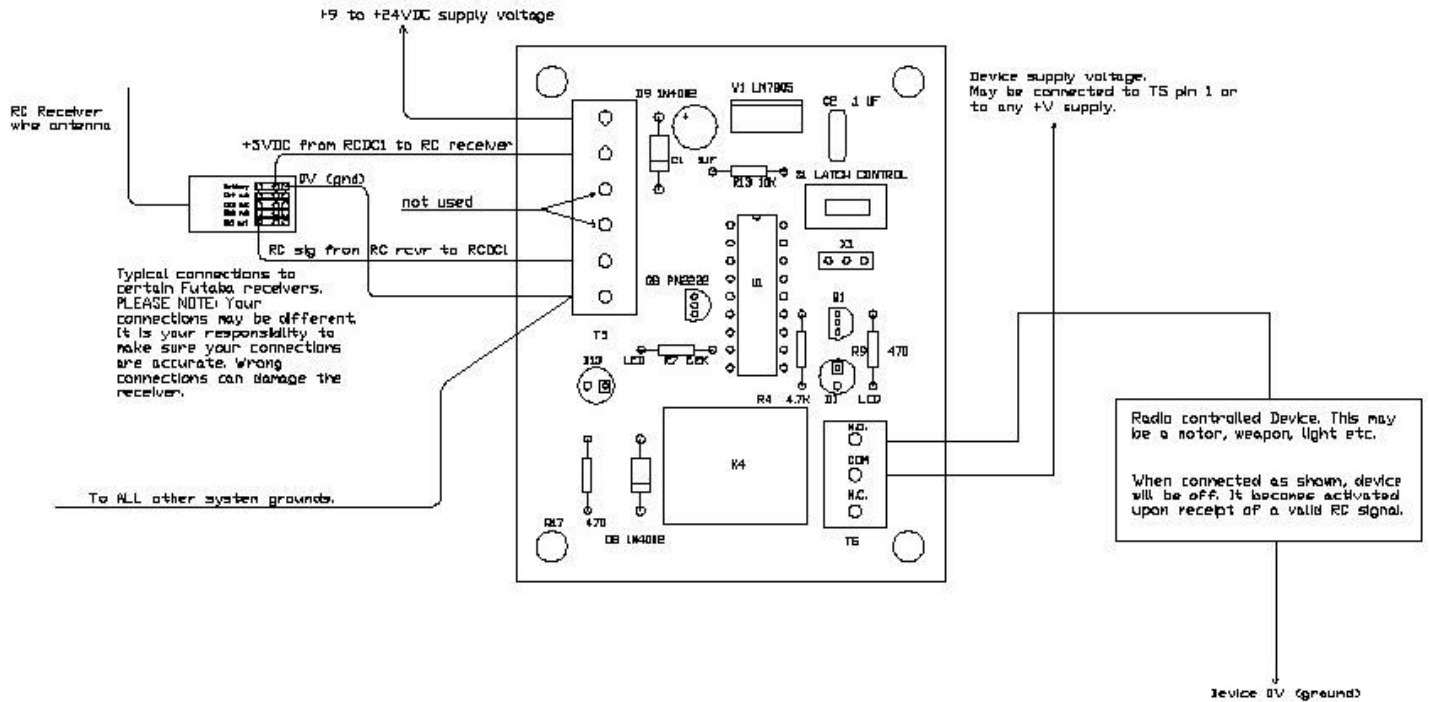 +9 to +24VDC supply voltage
RC Receiver
wire antenna
+5VDC from RCDC1 to RC receiver
0V (gnd)
Battery
not used
RC sig from RC rcvr to RCDC1
Typical connections to
certain Futaba receivers.
PLEASE NOTE: Your
connections may be different.
It is your responsibility to
make sure your connections
are accurate. Wrong
connections can damage the
receiver.
To ALL other system grounds.
D9 1N4002
V1 LM7805
C2 .1 UF
C1
R13 10K
S1 LATCH CONTROL
X1
U1
Q8 PN2222
Q1
T5
LED R7 2.2K
R9 470
R4 4.7K D1 LED
K4
N.O.
COM
N.C.
R17 470
D8 1N4002
T6
Device supply voltage.
May be connected to T5 pin 1 or
to any +V supply.
Radio controlled Device. This may
be a motor, weapon, light etc.
When connected as shown, device
will be off. It becomes activated
upon receipt of a valid RC signal.
Device 0V (ground)